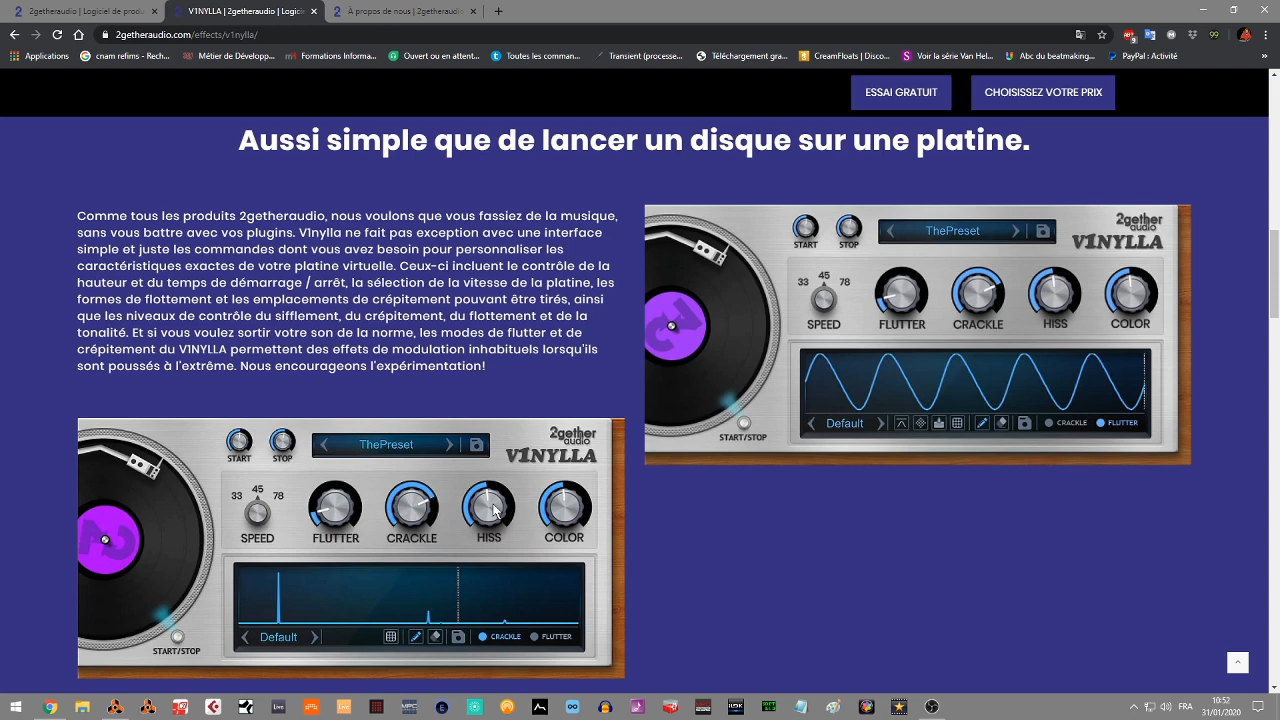 2getheraudio | Produits du
V1NYLLA | Logici
À propos de nous | 2getheraudio
2getheraudio.com/effects/v1nylla/
Applications
cnem relims - Rech...
Métier de Développ...
Formations Informa...
Ouvert ou en attent...
Toutes les comman...
Transient (processe...
Téléchargement gra...
CreamFloats | Disco...
Voir la série Van Hel...
Abc du beatmaking...
PayPal : Activité
ESSAI GRATUIT
CHOISISSEZ VOTRE PRIX
Aussi simple que de lancer un disque sur une platine.
Comme tous les produits 2getheraudio, nous voulons que vous fassiez de la musique,
sans vous battre avec vos plugins. V1nylla ne fait pas exception avec une interface
simple et juste les commandes dont vous avez besoin pour personnaliser les
caractéristiques exactes de votre platine virtuelle. Ceux-ci incluent le contrôle de la
hauteur et du temps de démarrage / arrêt, la sélection de la vitesse de la platine, les
formes de flottement et les emplacements de crépitement pouvant être tirés, ainsi
que les niveaux de contrôle du sifflement, du crépitement, du flottement et de la
tonalité. Et si vous voulez sortir votre son de la norme, les modes de flutter et de
crépitement du V1NYLLA permettent des effets de modulation inhabituels lorsqu'ils
sont poussés à l'extrême. Nous encourageons l'expérimentation!
START
STOP
ThePreset
2gether
audio
V1NYLLA
33 45 78
SPEED
FLUTTER
CRACKLE
HISS
COLOR
Default
CRACKLE
FLUTTER
START/STOP
START
STOP
ThePreset
2gether
audio
V1NYLLA
33 45 78
SPEED
FLUTTER
CRACKLE
HISS
COLOR
Default
CRACKLE
FLUTTER
START/STOP
FR
10:52
31/01/2020